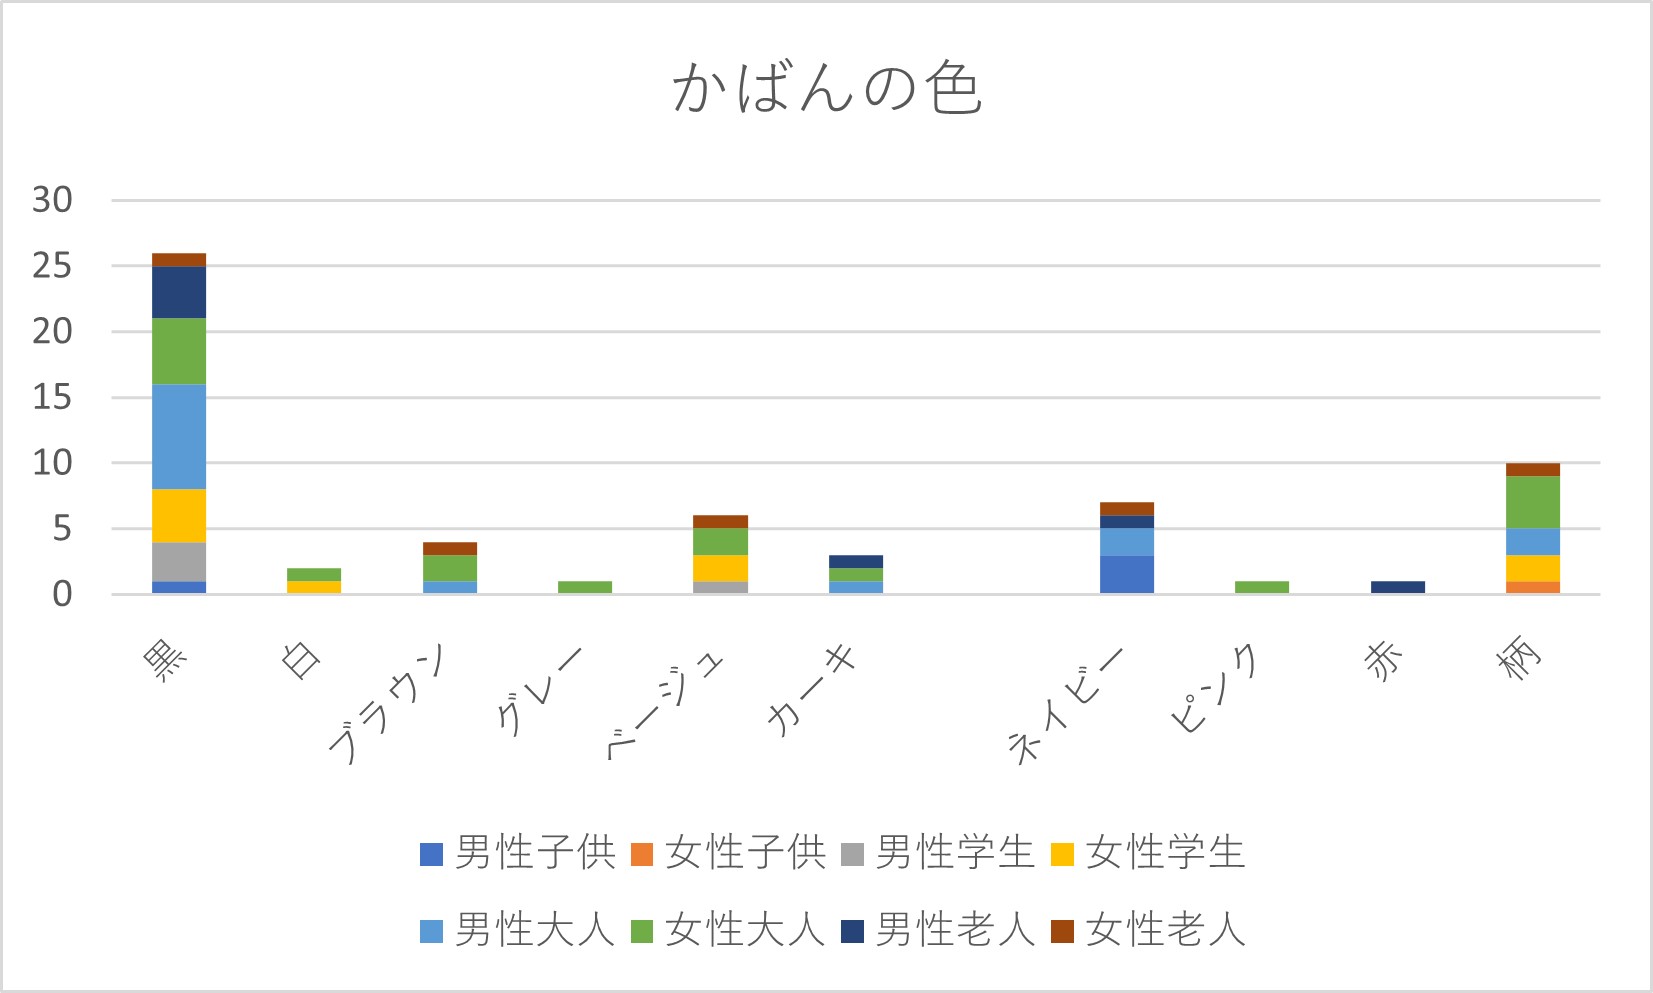 かばんの色
30
25
20
15
10
5
0
黒 白 ブラウン グレー ベージュ カーキ ネイビー ピンク 赤 柄
男性子供 女性子供 男性学生 女性学生
男性大人 女性大人 男性老人 女性老人